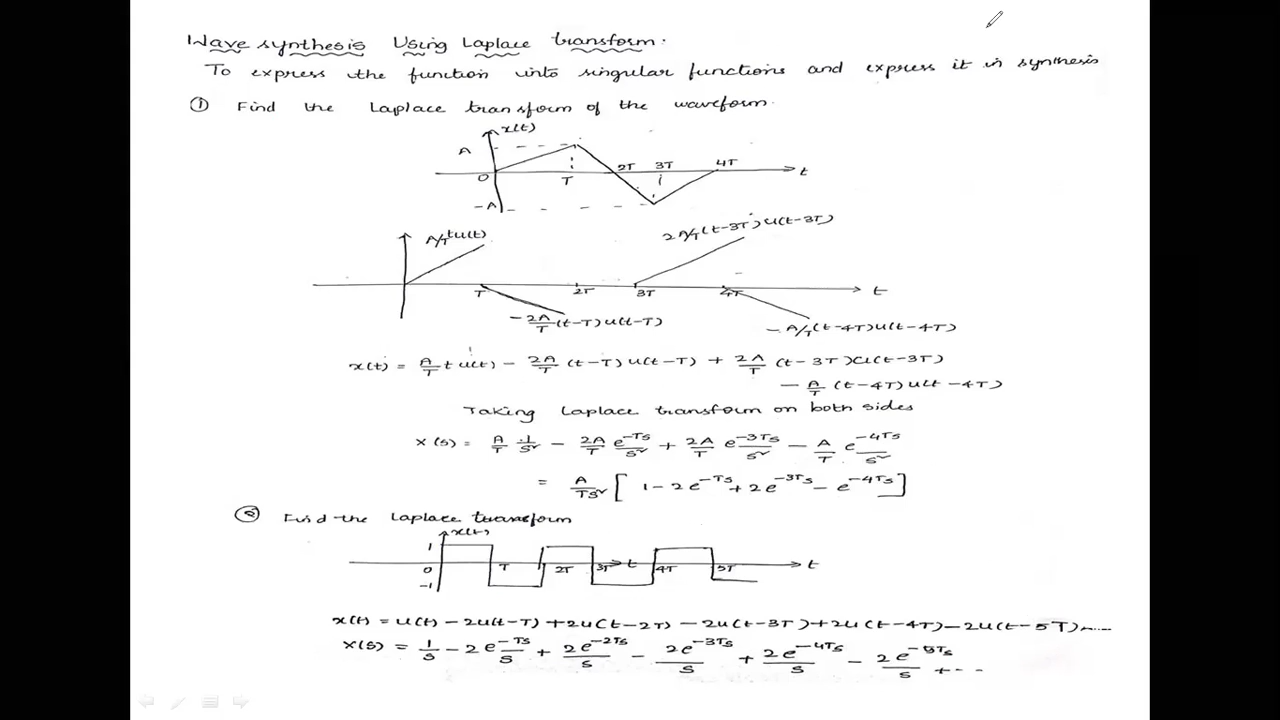 Wave synthesis Using Laplace transform.
To express the function into singular functions and express it in synthesis
① Find the Laplace transform of the waveform.
x(t)
A
0 T 2T 3T 4T t
-A
A/T t u(t) 2A/T (t-3T) u(t-3T)
T 2T 3T 4T t
-2A/T (t-T) u(t-T) -A/T (t-4T) u(t-4T)
x(t) = A/T t u(t) - 2A/T (t-T) u(t-T) + 2A/T (t-3T) u(t-3T)
- A/T (t-4T) u(t-4T)
Taking Laplace transform on both sides
X(s) = A/T 1/s² - 2A/T e^-Ts/s² + 2A/T e^-3Ts/s² - A/T e^-4Ts/s²
= A/Ts² [ 1 - 2e^-Ts + 2e^-3Ts - e^-4Ts ]
② Find the Laplace transform
x(t)
1
0 T 2T 3T t 4T 5T t
-1
x(t) = u(t) - 2u(t-T) + 2u(t-2T) - 2u(t-3T) + 2u(t-4T) - 2u(t-5T).....
X(s) = 1/s - 2e^-Ts/s + 2e^-2Ts/s - 2e^-3Ts/s + 2e^-4Ts/s - 2e^-5Ts/s + - - -